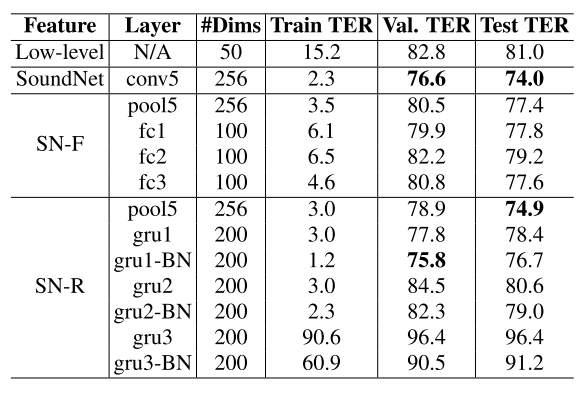 Feature Layer #Dims Train TER Val. TER Test TER
Low-level N/A 50 15.2 82.8 81.0
SoundNet conv5 256 2.3 76.6 74.0
SN-F pool5 256 3.5 80.5 77.4
fc1 100 6.1 79.9 77.8
fc2 100 6.5 82.2 79.2
fc3 100 4.6 80.8 77.6
SN-R pool5 256 3.0 78.9 74.9
gru1 200 3.0 77.8 78.4
gru1-BN 200 1.2 75.8 76.7
gru2 200 3.0 84.5 80.6
gru2-BN 200 2.3 82.3 79.0
gru3 200 90.6 96.4 96.4
gru3-BN 200 60.9 90.5 91.2